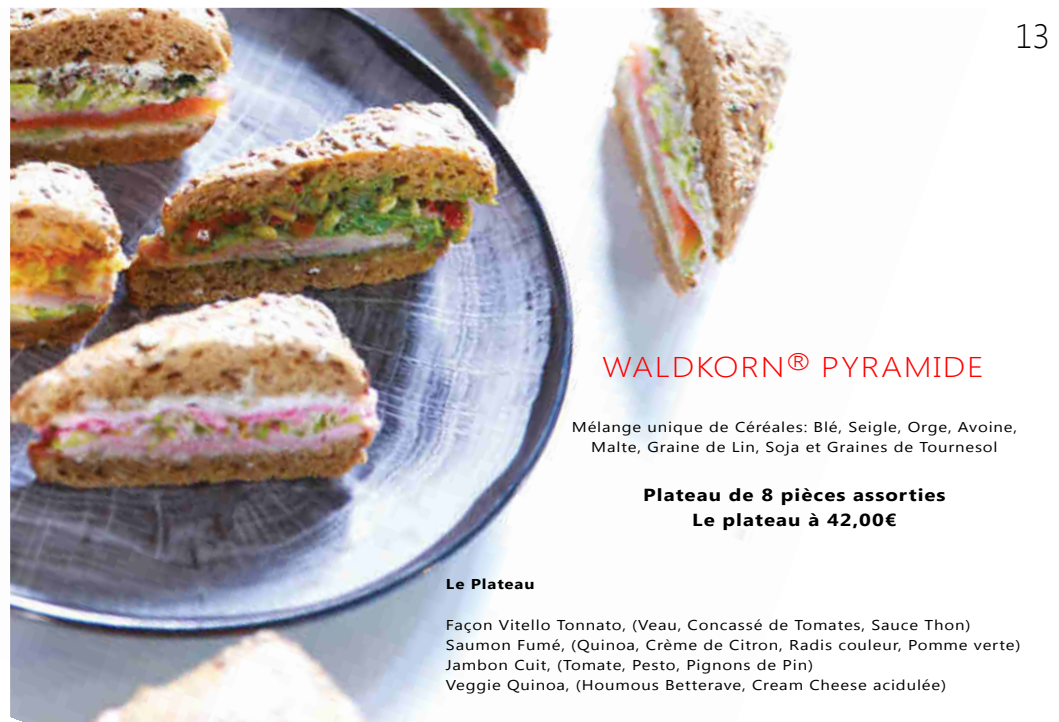 13
WALDKORN® PYRAMIDE
Mélange unique de Céréales: Blé, Seigle, Orge, Avoine,
Malte, Graine de Lin, Soja et Graines de Tournesol
Plateau de 8 pièces assorties
Le plateau à 42,00€
Le Plateau
Façon Vitello Tonnato, (Veau, Concassé de Tomates, Sauce Thon)
Saumon Fumé, (Quinoa, Crème de Citron, Radis couleur, Pomme verte)
Jambon Cuit, (Tomate, Pesto, Pignons de Pin)
Veggie Quinoa, (Houmous Betterave, Cream Cheese acidulée)